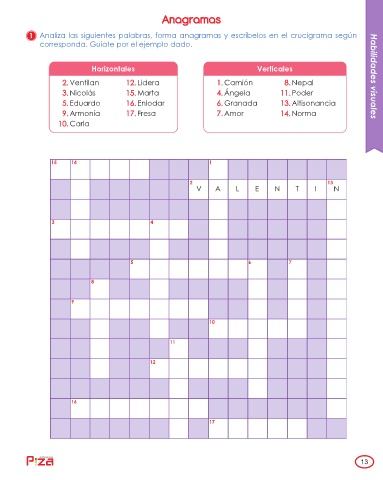 Anagramas
1 Analiza las siguientes palabras, forma anagramas y escríbelos en el crucigrama según
corresponda. Guíate por el ejemplo dado.
Horizontales
2. Ventilan 12. Lidera
3. Nicolás 15. Marta
5. Eduardo 16. Enlodar
9. Armonía 17. Fresa
10. Carla
Verticales
1. Camión 8. Nepal
4. Ángela 11. Poder
6. Granada 13. Altisonancia
7. Amor 14. Norma
Habilidades visuales
15 14 1
2 13
V A L E N T I N
3 4
5 6 7
8
9
10
11
12
16
17
Piza
13